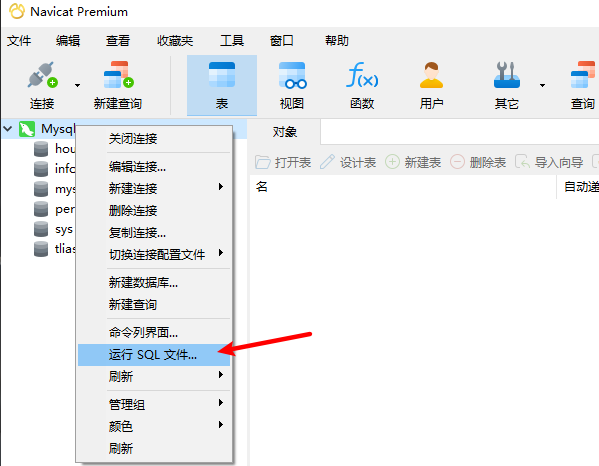 Navicat Premium
文件 编辑 查看 收藏夹 工具 窗口 帮助
连接 新建查询 表 视图 f(x) 函数 用户 其它 查询
Mysql 对象
打开表 设计表 新建表 删除表 导入向导
名 自动递
hou
info
mys
per
sys
tlias
关闭连接
编辑连接...
新建连接
删除连接
复制连接...
切换连接配置文件
新建数据库...
新建查询
命令列界面...
运行 SQL 文件...
刷新
管理组
颜色
刷新